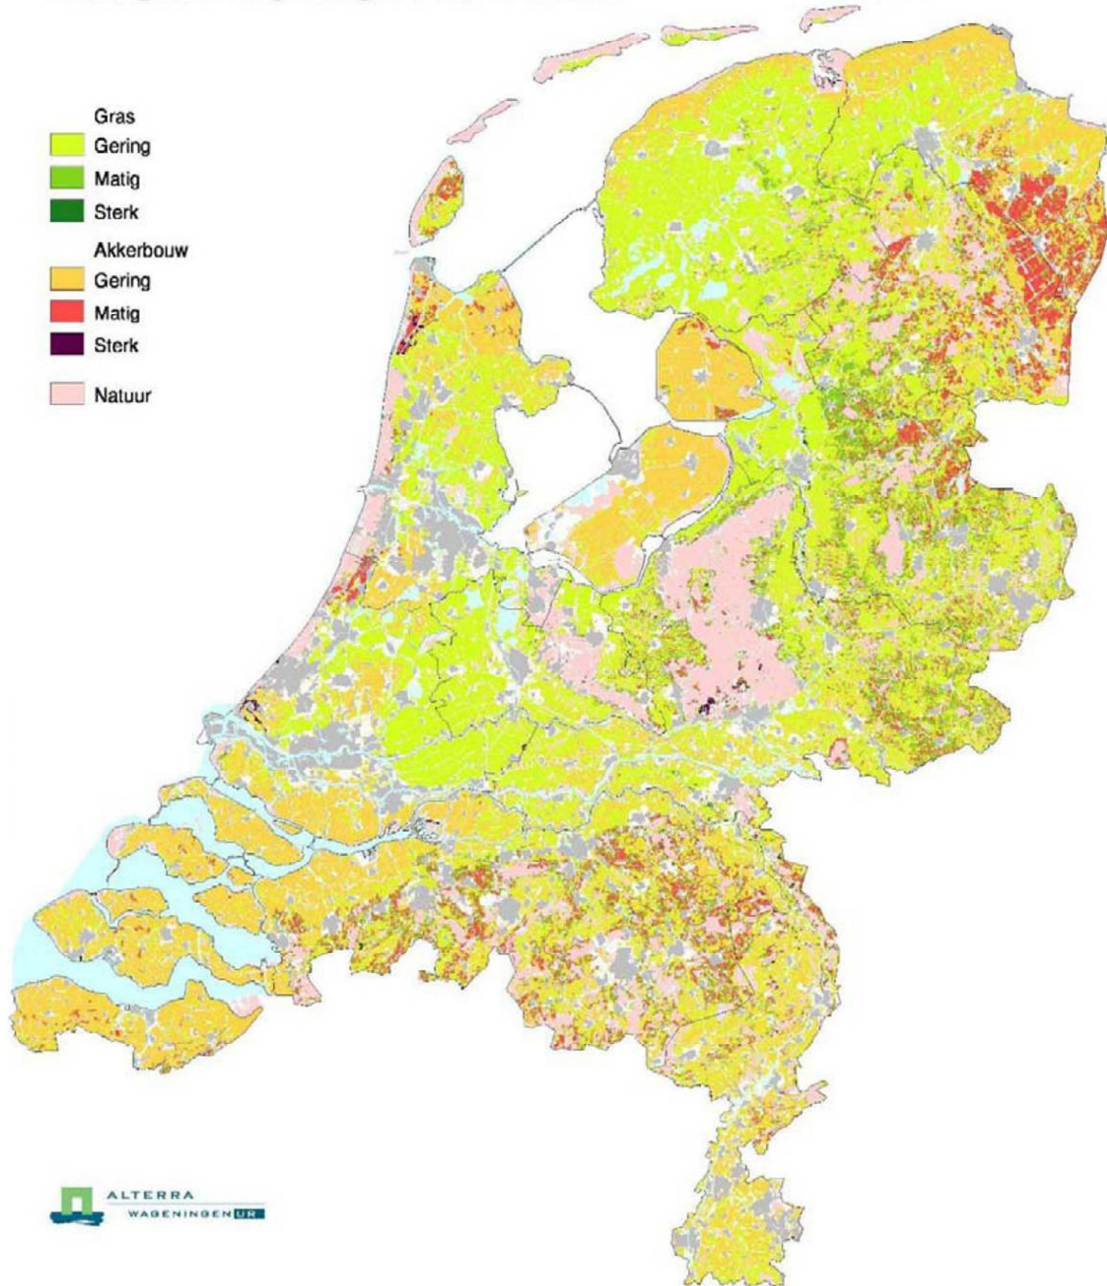 Gras
Gering
Matig
Sterk
Akkerbouw
Gering
Matig
Sterk
Natuur
ALTERRA
WAGENINGEN UR